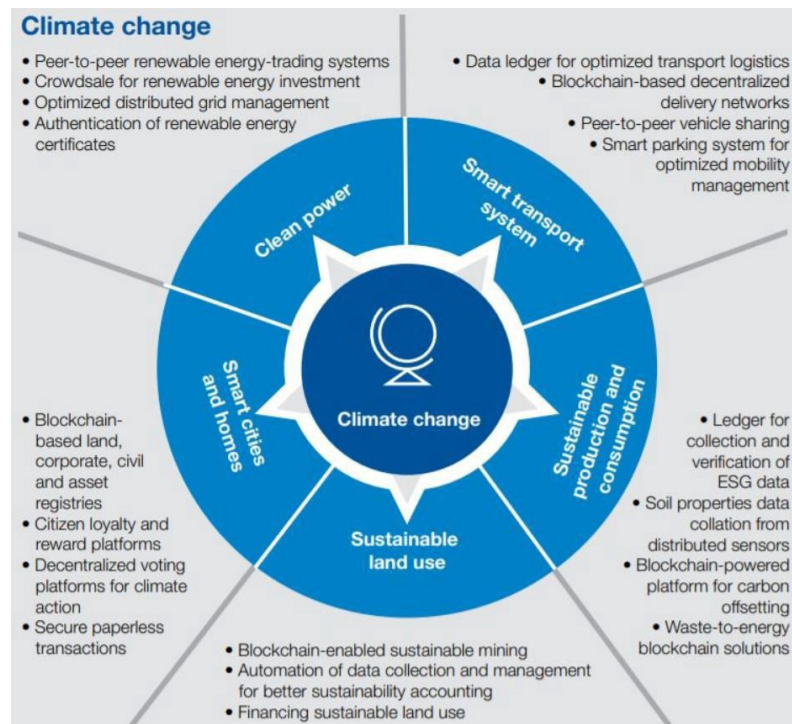 Climate change
• Peer-to-peer renewable energy-trading systems
• Crowdsale for renewable energy investment
• Optimized distributed grid management
• Authentication of renewable energy
certificates
• Data ledger for optimized transport logistics
• Blockchain-based decentralized
delivery networks
• Peer-to-peer vehicle sharing
• Smart parking system for
optimized mobility
management
Clean power
Smart transport
system
Smart cities
and homes
Climate change
Sustainable
production and
consumption
Sustainable
land use
• Blockchain-
based land,
corporate, civil
and asset
registries
• Citizen loyalty and
reward platforms
• Decentralized voting
platforms for climate
action
• Secure paperless
transactions
• Ledger for
collection and
verification of
ESG data
• Soil properties data
collation from
distributed sensors
• Blockchain-powered
platform for carbon
offsetting
• Waste-to-energy
blockchain solutions
• Blockchain-enabled sustainable mining
• Automation of data collection and management
for better sustainability accounting
• Financing sustainable land use